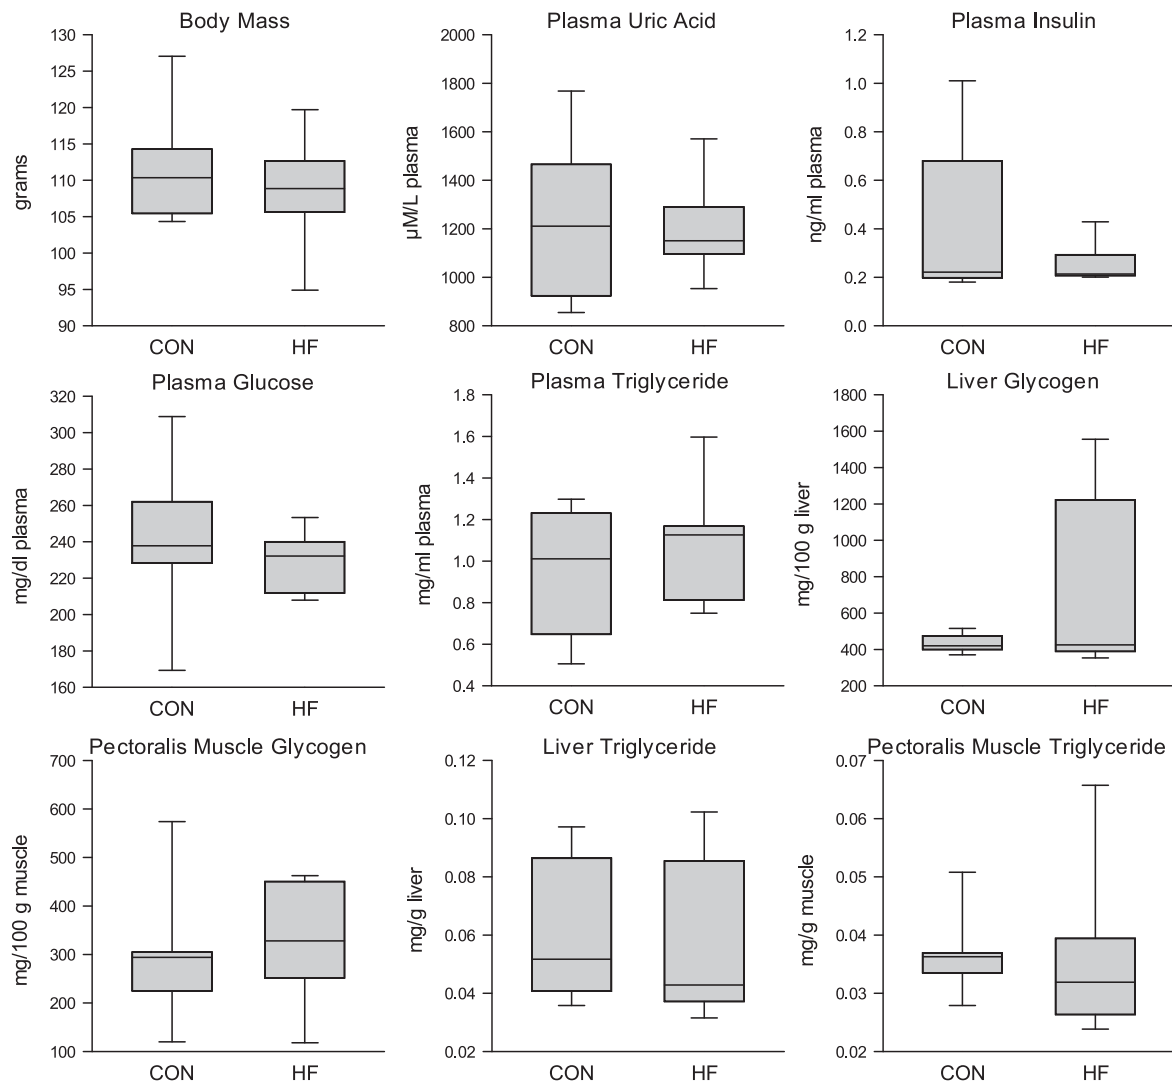 Body Mass
130
125
120
115
110
105
100
95
90
grams
CON HF
Plasma Uric Acid
2000
1800
1600
1400
1200
1000
800
µM/L plasma
CON HF
Plasma Insulin
1.2
1.0
0.8
0.6
0.4
0.2
0.0
ng/ml plasma
CON HF
Plasma Glucose
320
300
280
260
240
220
200
180
160
mg/dl plasma
CON HF
Plasma Triglyceride
1.8
1.6
1.4
1.2
1.0
0.8
0.6
0.4
mg/ml plasma
CON HF
Liver Glycogen
1800
1600
1400
1200
1000
800
600
400
200
mg/100 g liver
CON HF
Pectoralis Muscle Glycogen
700
600
500
400
300
200
100
mg/100 g muscle
CON HF
Liver Triglyceride
0.12
0.10
0.08
0.06
0.04
0.02
mg/g liver
CON HF
Pectoralis Muscle Triglyceride
0.07
0.06
0.05
0.04
0.03
0.02
mg/g muscle
CON HF